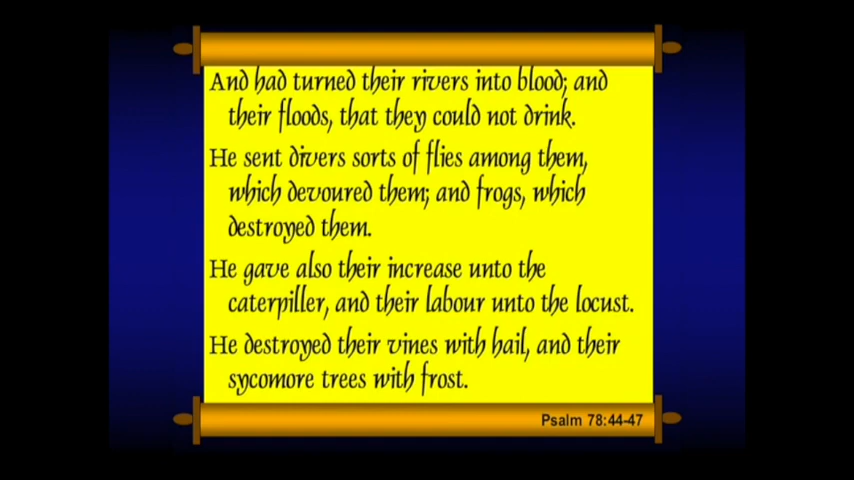 And had turned their rivers into blood; and
their floods, that they could not drink.
He sent divers sorts of flies among them,
which devoured them; and frogs, which
destroyed them.
He gave also their increase unto the
caterpiller, and their labour unto the locust.
He destroyed their vines with hail, and their
sycomore trees with frost.
Psalm 78:44-47